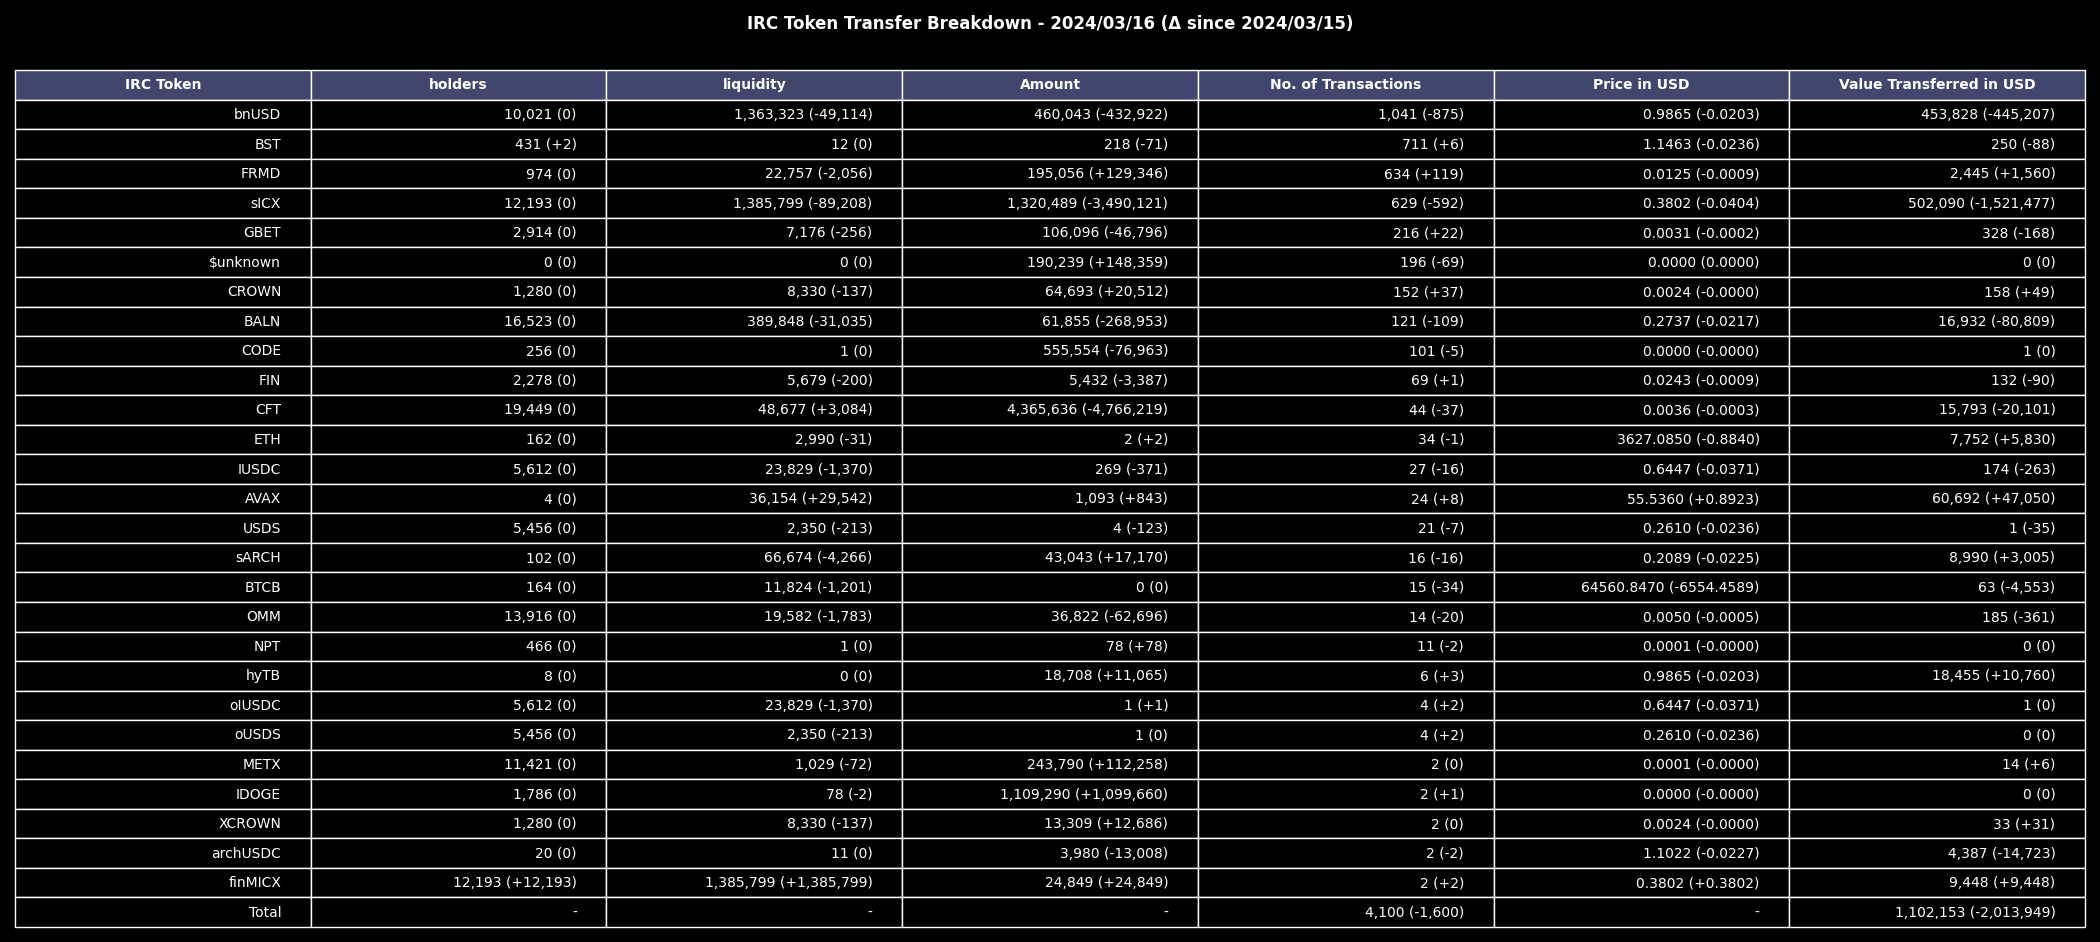 IRC Token Transfer Breakdown - 2024/03/16 (Δ since 2024/03/15)
IRC Token holders liquidity Amount No. of Transactions Price in USD Value Transferred in USD
bnUSD 10,021 (0) 1,363,323 (-49,114) 460,043 (-432,922) 1,041 (-875) 0.9865 (-0.0203) 453,828 (-445,207)
BST 431 (+2) 12 (0) 218 (-71) 711 (+6) 1.1463 (-0.0236) 250 (-88)
FRMD 974 (0) 22,757 (-2,056) 195,056 (+129,346) 634 (+119) 0.0125 (-0.0009) 2,445 (+1,560)
sICX 12,193 (0) 1,385,799 (-89,208) 1,320,489 (-3,490,121) 629 (-592) 0.3802 (-0.0404) 502,090 (-1,521,477)
GBET 2,914 (0) 7,176 (-256) 106,096 (-46,796) 216 (+22) 0.0031 (-0.0002) 328 (-168)
$unknown 0 (0) 0 (0) 190,239 (+148,359) 196 (-69) 0.0000 (0.0000) 0 (0)
CROWN 1,280 (0) 8,330 (-137) 64,693 (+20,512) 152 (+37) 0.0024 (-0.0000) 158 (+49)
BALN 16,523 (0) 389,848 (-31,035) 61,855 (-268,953) 121 (-109) 0.2737 (-0.0217) 16,932 (-80,809)
CODE 256 (0) 1 (0) 555,554 (-76,963) 101 (-5) 0.0000 (-0.0000) 1 (0)
FIN 2,278 (0) 5,679 (-200) 5,432 (-3,387) 69 (+1) 0.0243 (-0.0009) 132 (-90)
CFT 19,449 (0) 48,677 (+3,084) 4,365,636 (-4,766,219) 44 (-37) 0.0036 (-0.0003) 15,793 (-20,101)
ETH 162 (0) 2,990 (-31) 2 (+2) 34 (-1) 3627.0850 (-0.8840) 7,752 (+5,830)
IUSDC 5,612 (0) 23,829 (-1,370) 269 (-371) 27 (-16) 0.6447 (-0.0371) 174 (-263)
AVAX 4 (0) 36,154 (+29,542) 1,093 (+843) 24 (+8) 55.5360 (+0.8923) 60,692 (+47,050)
USDS 5,456 (0) 2,350 (-213) 4 (-123) 21 (-7) 0.2610 (-0.0236) 1 (-35)
sARCH 102 (0) 66,674 (-4,266) 43,043 (+17,170) 16 (-16) 0.2089 (-0.0225) 8,990 (+3,005)
BTCB 164 (0) 11,824 (-1,201) 0 (0) 15 (-34) 64560.8470 (-6554.4589) 63 (-4,553)
OMM 13,916 (0) 19,582 (-1,783) 36,822 (-62,696) 14 (-20) 0.0050 (-0.0005) 185 (-361)
NPT 466 (0) 1 (0) 78 (+78) 11 (-2) 0.0001 (-0.0000) 0 (0)
hyTB 8 (0) 0 (0) 18,708 (+11,065) 6 (+3) 0.9865 (-0.0203) 18,455 (+10,760)
oIUSDC 5,612 (0) 23,829 (-1,370) 1 (+1) 4 (+2) 0.6447 (-0.0371) 1 (0)
oUSDS 5,456 (0) 2,350 (-213) 1 (0) 4 (+2) 0.2610 (-0.0236) 0 (0)
METX 11,421 (0) 1,029 (-72) 243,790 (+112,258) 2 (0) 0.0001 (-0.0000) 14 (+6)
IDOGE 1,786 (0) 78 (-2) 1,109,290 (+1,099,660) 2 (+1) 0.0000 (-0.0000) 0 (0)
XCROWN 1,280 (0) 8,330 (-137) 13,309 (+12,686) 2 (0) 0.0024 (-0.0000) 33 (+31)
archUSDC 20 (0) 11 (0) 3,980 (-13,008) 2 (-2) 1.1022 (-0.0227) 4,387 (-14,723)
finMICX 12,193 (+12,193) 1,385,799 (+1,385,799) 24,849 (+24,849) 2 (+2) 0.3802 (+0.3802) 9,448 (+9,448)
Total - - - 4,100 (-1,600) - 1,102,153 (-2,013,949)